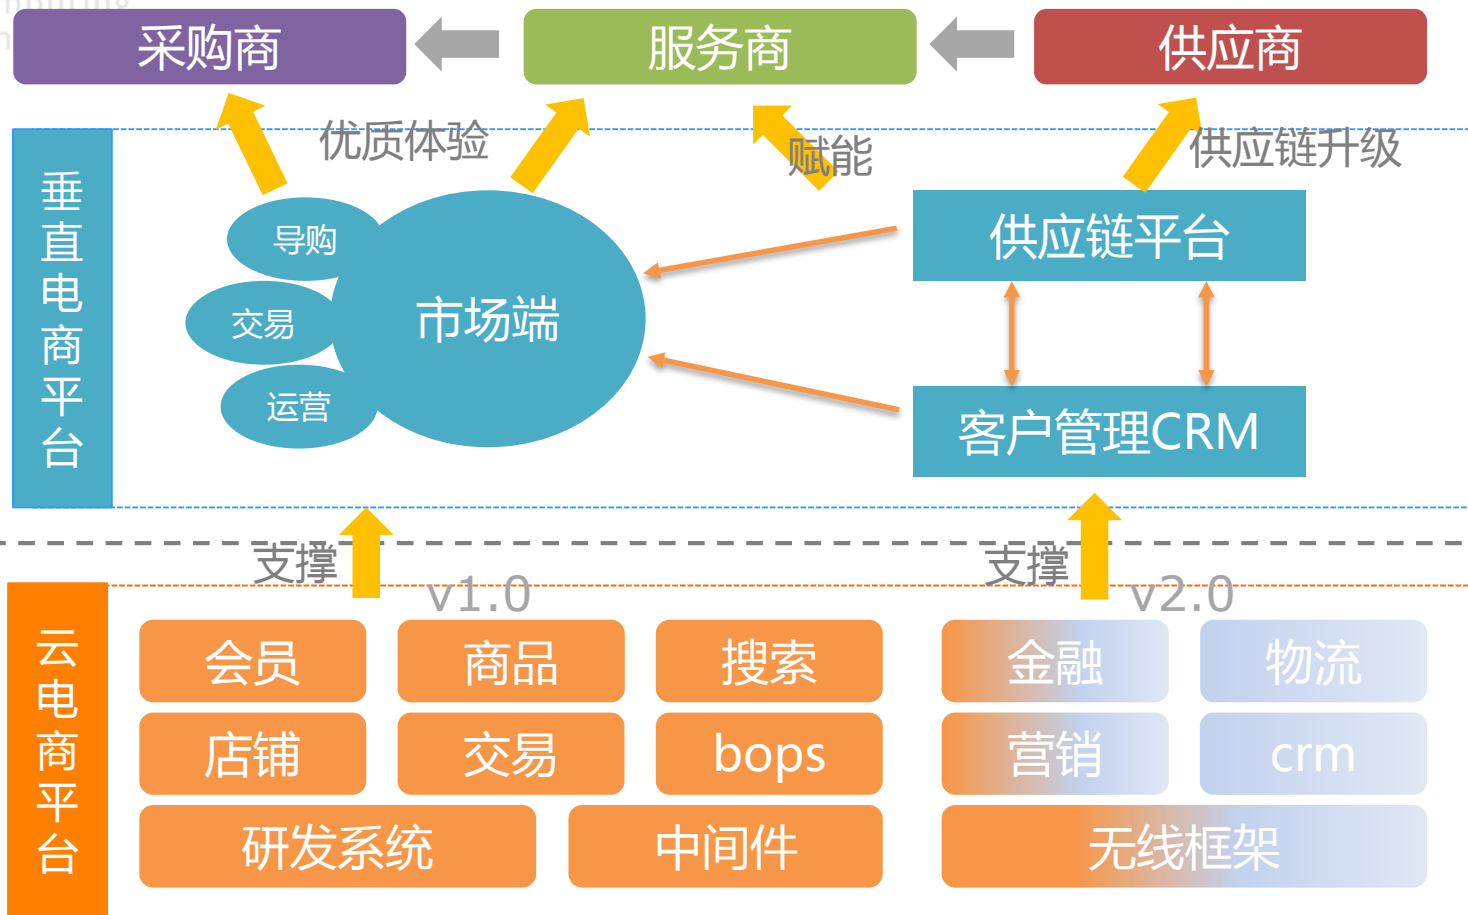 采购商
服务商
供应商
优质体验
赋能
供应链升级
垂直电商平台
导购
交易
运营
市场端
供应链平台
客户管理CRM
支撑
支撑
v1.0
v2.0
云电商平台
会员
商品
搜索
金融
物流
店铺
交易
bops
营销
crm
研发系统
中间件
无线框架